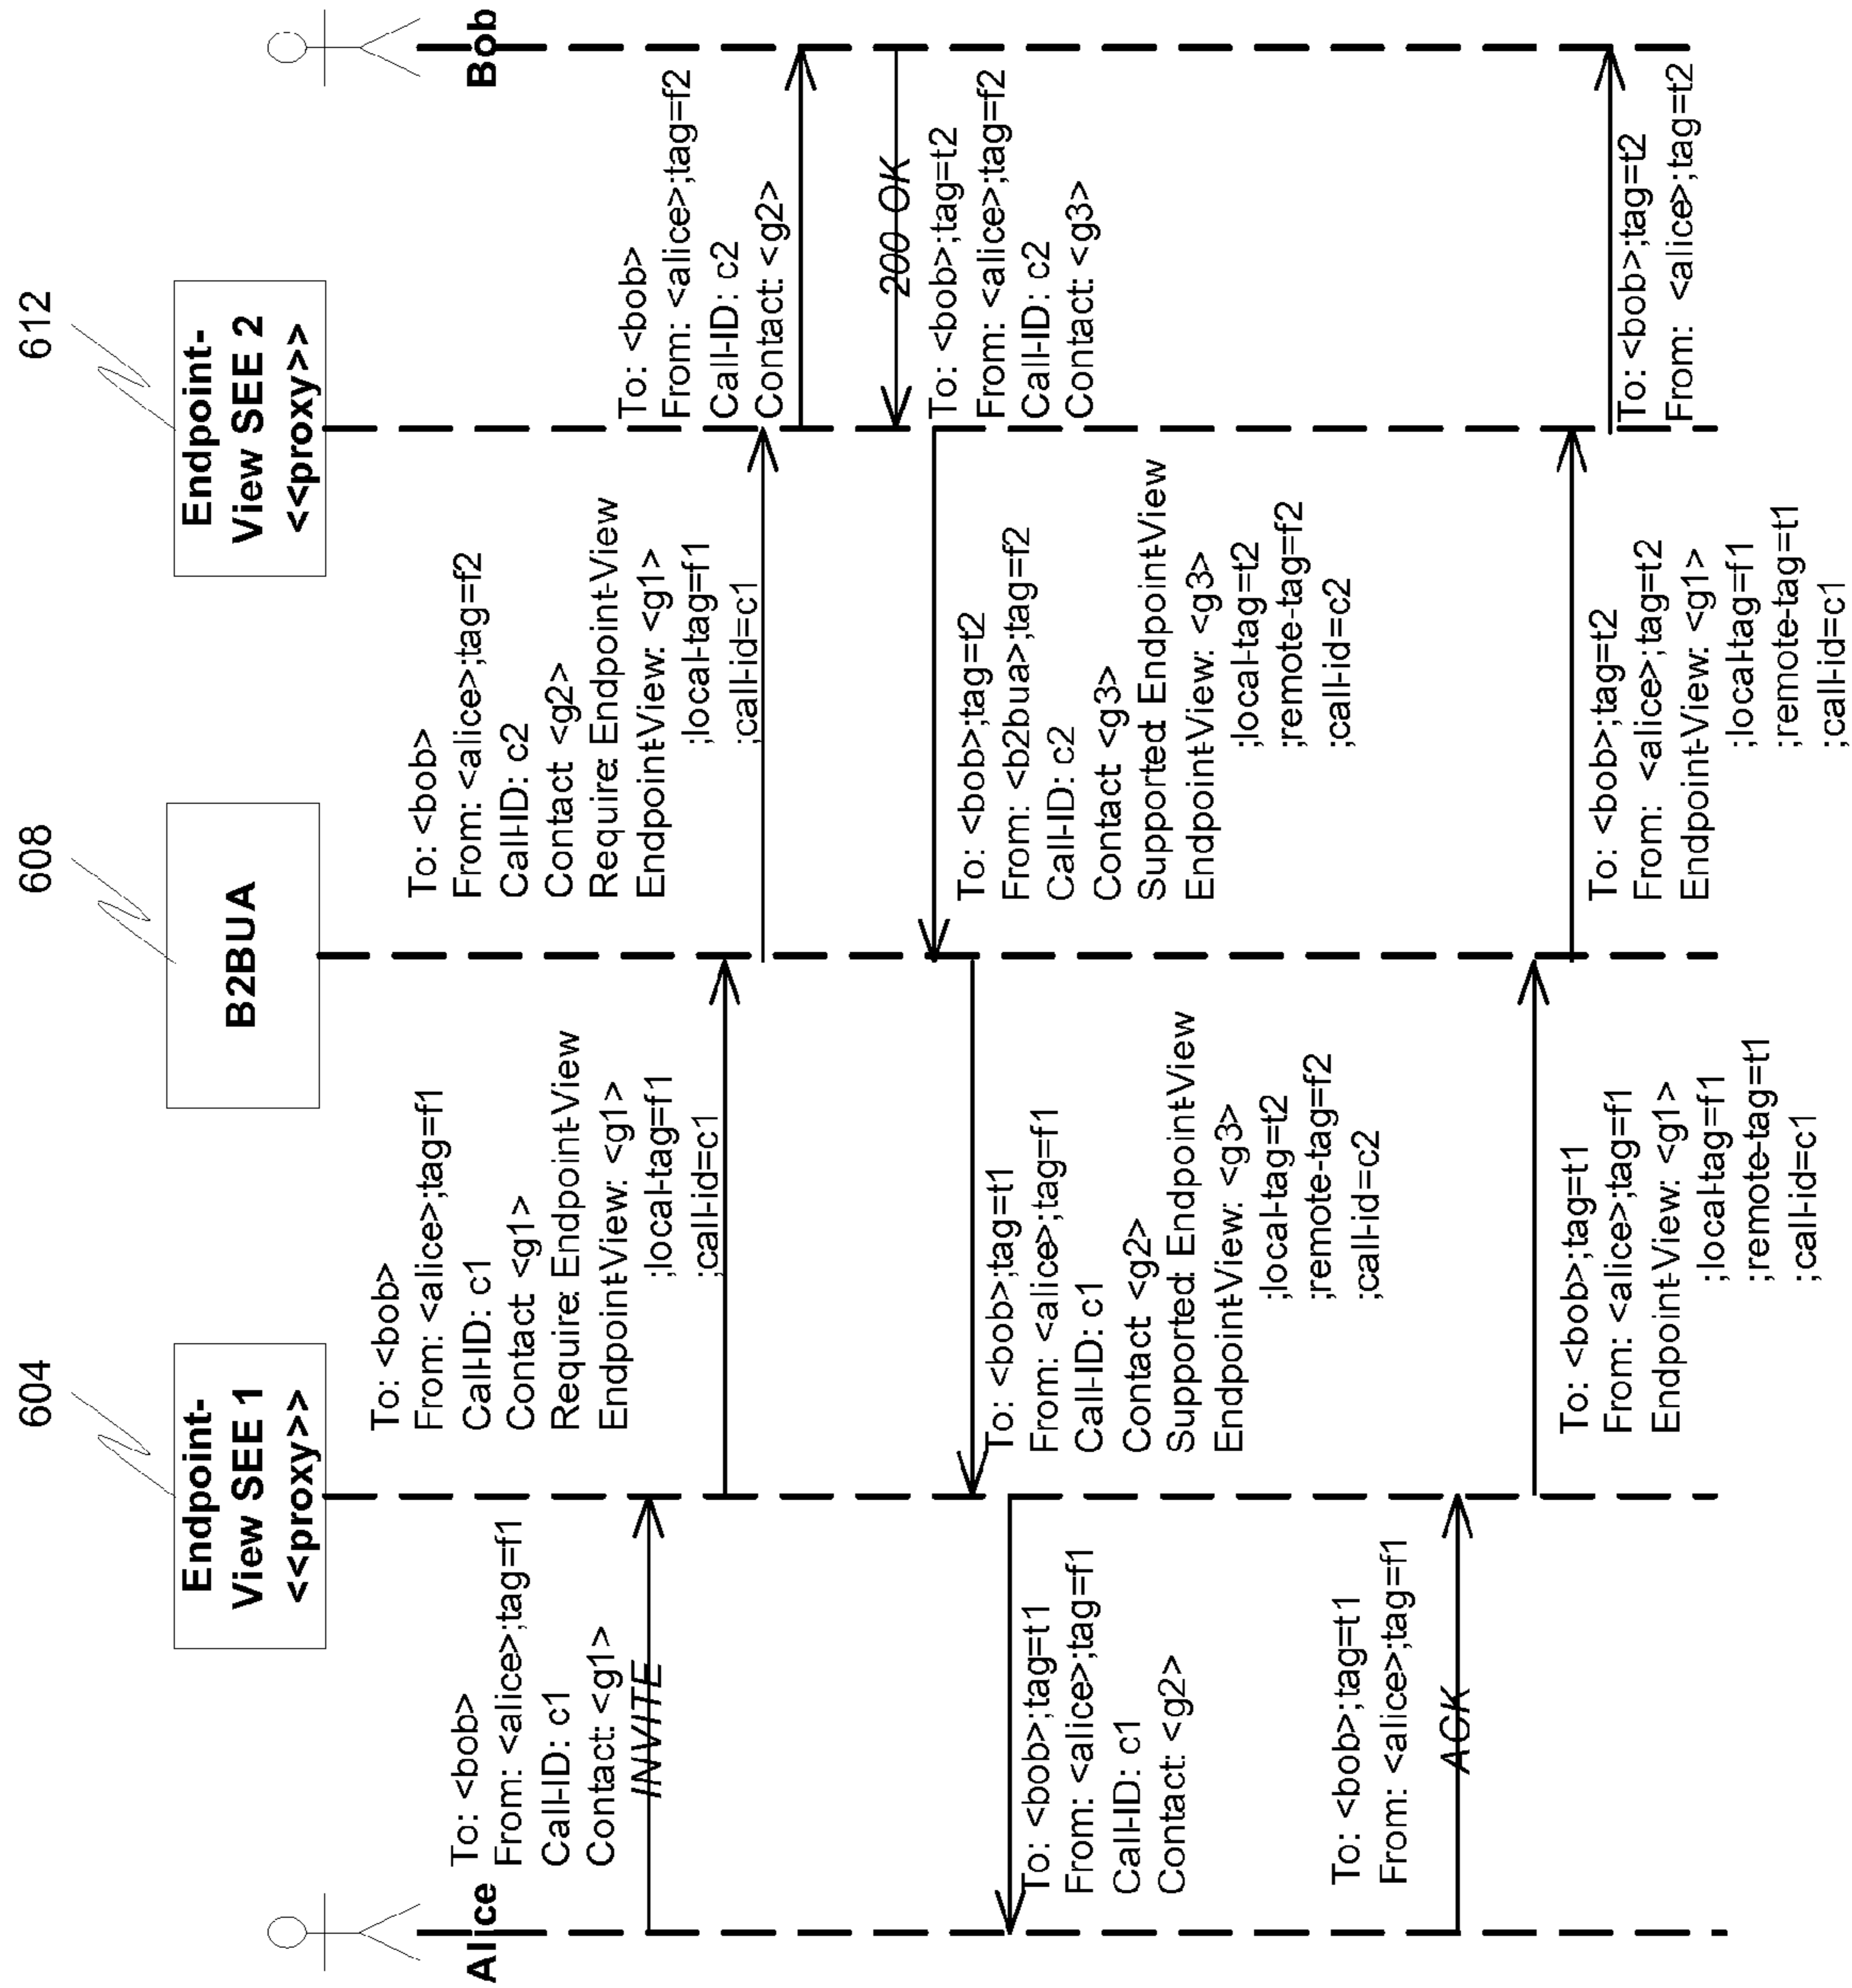 604
608
612
Endpoint-
View SEE 1
<<proxy>>
B2BUA
Endpoint-
View SEE 2
<<proxy>>
Alice
Bob
To: <bob>
From: <alice>;tag=f1
Call-ID: c1
Contact: <g1>
INVITE
To: <bob>
From: <alice>;tag=f1
Call-ID: c1
Contact <g1>
Require: Endpoint-View
Endpoint-View: <g1>
;local-tag=f1
;call-id=c1
To: <bob>
From: <alice>;tag=f2
Call-ID: c2
Contact <g2>
Require: Endpoint-View
Endpoint-View: <g1>
;local-tag=f1
;call-id=c1
To: <bob>
From: <alice>;tag=f2
Call-ID: c2
Contact: <g2>
200 OK
To: <bob>;tag=t2
From: <alice>;tag=f2
Call-ID: c2
Contact: <g3>
To: <bob>;tag=t2
From: <b2bua>;tag=f2
Call-ID: c2
Contact <g3>
Supported: Endpoint-View
Endpoint-View: <g3>
;local-tag=t2
;remote-tag=f2
;call-id=c2
To: <bob>;tag=t1
From: <alice>;tag=f1
Call-ID: c1
Contact <g2>
Supported: Endpoint-View
Endpoint-View: <g3>
;local-tag=t2
;remote-tag=f2
;call-id=c2
To: <bob>;tag=t1
From: <alice>;tag=f1
Call-ID: c1
Contact: <g2>
To: <bob>;tag=t1
From: <alice>;tag=f1
ACK
To: <bob>;tag=t1
From: <alice>;tag=f1
Endpoint-View: <g1>
;local-tag=f1
;remote-tag=t1
;call-id=c1
To: <bob>;tag=t2
From: <alice>;tag=t2
Endpoint-View: <g1>
;local-tag=f1
;remote-tag=t1
;call-id=c1
To: <bob>;tag=t2
From: <alice>;tag=t2